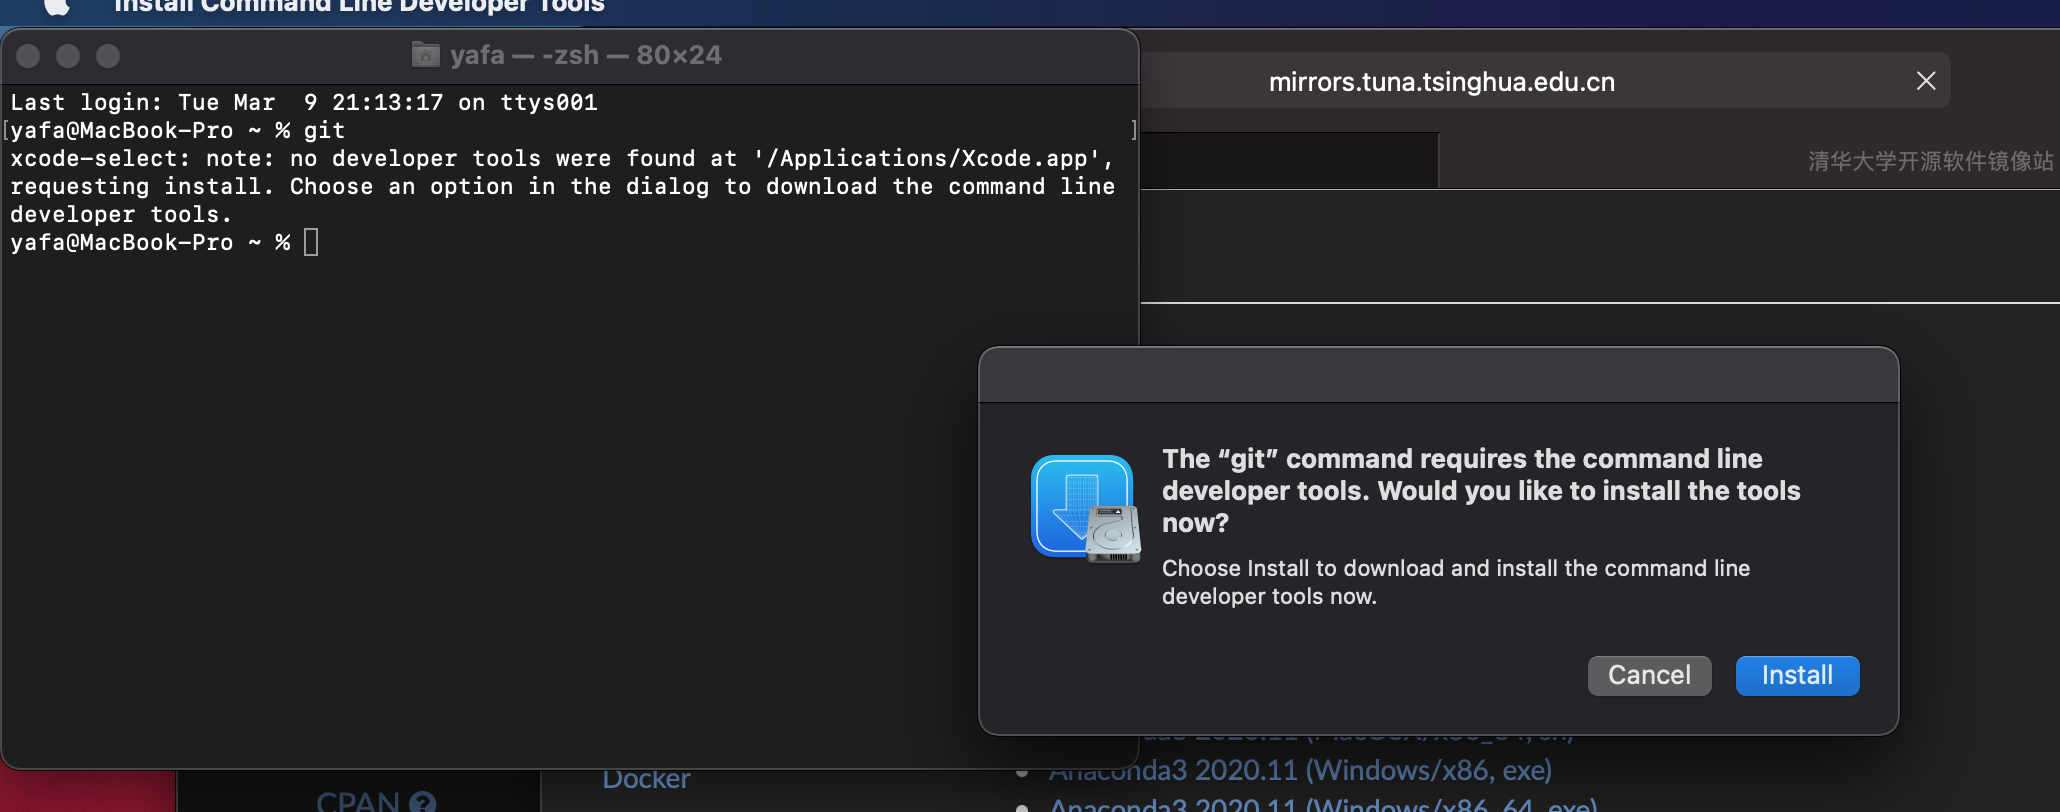 Install Command Line Developer Tools
yafa — -zsh — 80×24
Last login: Tue Mar  9 21:13:17 on ttys001
[yafa@MacBook-Pro ~ % git ]
xcode-select: note: no developer tools were found at '/Applications/Xcode.app',
requesting install. Choose an option in the dialog to download the command line
developer tools.
yafa@MacBook-Pro ~ %
mirrors.tuna.tsinghua.edu.cn
清华大学开源软件镜像站
The “git” command requires the command line
developer tools. Would you like to install the tools
now?
Choose Install to download and install the command line
developer tools now.
Cancel
Install
Docker
CPAN
Anaconda3 2020.11 (Windows/x86, exe)
Anaconda3 2020.11 (Windows/x86_64, exe)